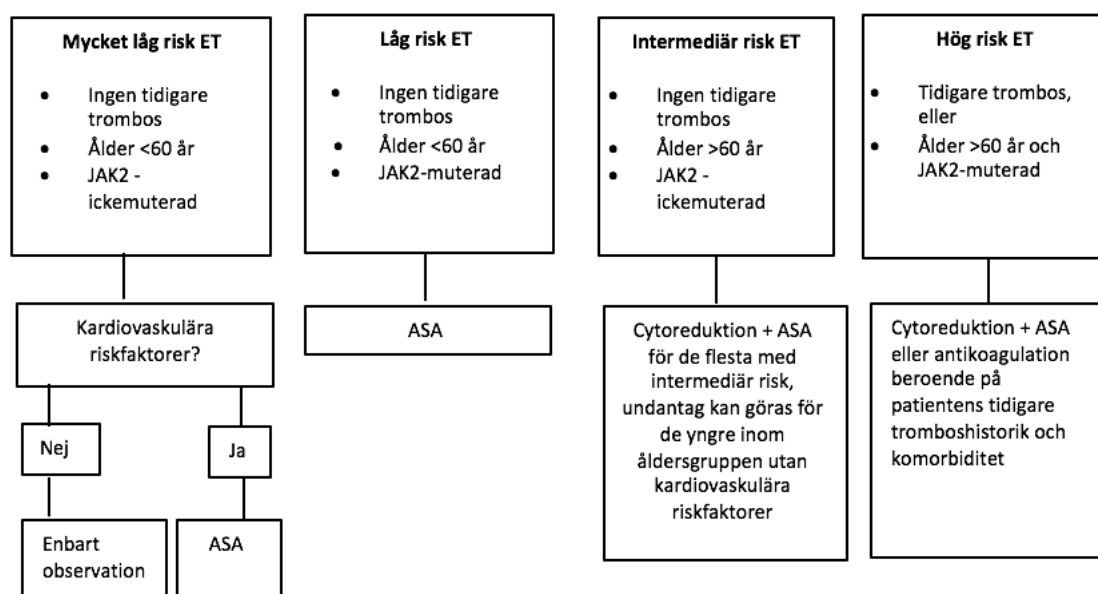 Mycket låg risk ET
• Ingen tidigare
trombos
• Ålder <60 år
• JAK2 -
ickemuterad
Låg risk ET
• Ingen tidigare
trombos
• Ålder <60 år
• JAK2-muterad
Intermediär risk ET
• Ingen tidigare
trombos
• Ålder >60 år
• JAK2 -
ickemuterad
Hög risk ET
• Tidigare trombos,
eller
• Ålder >60 år och
JAK2-muterad
Kardiovaskulära
riskfaktorer?
ASA
Cytoreduktion + ASA
för de flesta med
intermediär risk,
undantag kan göras för
de yngre inom
åldersgruppen utan
kardiovaskulära
riskfaktorer
Cytoreduktion + ASA
eller antikoagulation
beroende på
patientens tidigare
tromboshistorik och
komorbiditet
Nej
Ja
Enbart
observation
ASA